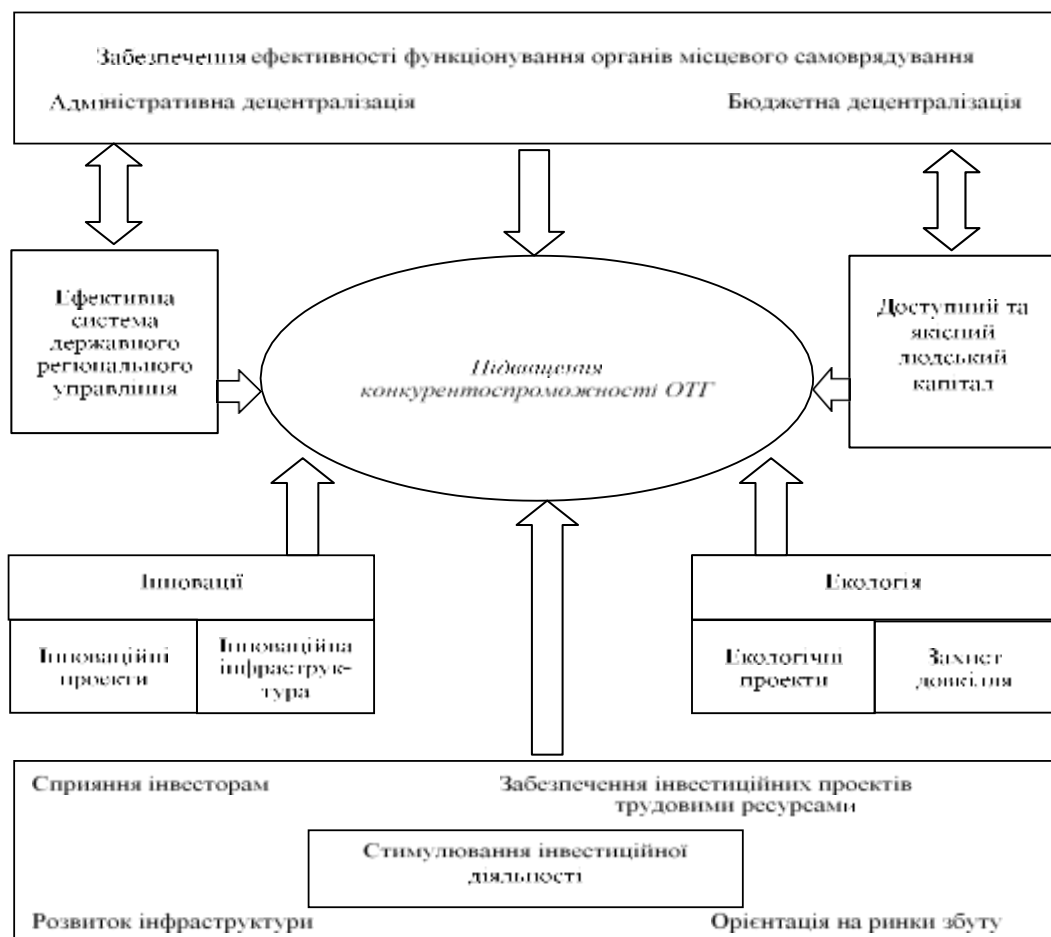 Забезпечення ефективності функціонування органів місцевого самоврядування
Адміністративна децентралізація
Бюджетна децентралізація
Ефективна
система
державного
регіонального
управління
Підвищення
конкурентоспроможності ОТГ
Доступний та
якісний
людський
капітал
Інновації
Інноваційні
проекти
Інноваційна
інфраструк-
тура
Екологія
Екологічні
проекти
Захист
довкілля
Сприяння інвесторам
Забезпечення інвестиційних проектів
трудовими ресурсами
Стимулювання інвестиційної
діяльності
Розвиток інфраструктури
Орієнтація на ринки збуту